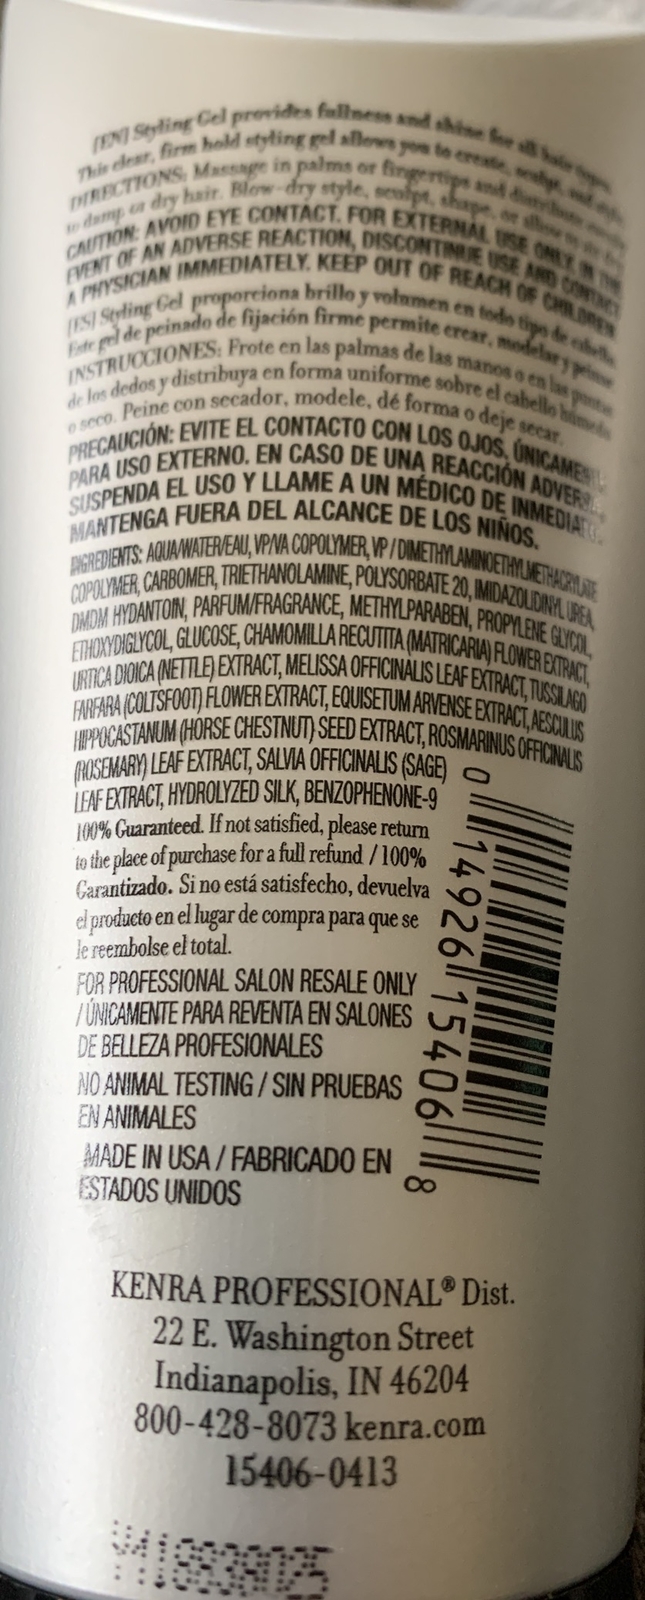 [EN] Styling Gel provides fullness and shine for all hair types.
This clear, firm hold styling gel allows you to create, sculpt, and style.
DIRECTIONS: Massage in palms or fingertips and distribute evenly
to damp or dry hair. Blow-dry style, sculpt, shape, or allow to air dry.
CAUTION: AVOID EYE CONTACT. FOR EXTERNAL USE ONLY. IN THE
EVENT OF AN ADVERSE REACTION, DISCONTINUE USE AND CONTACT
A PHYSICIAN IMMEDIATELY. KEEP OUT OF REACH OF CHILDREN
[ES] Styling Gel proporciona brillo y volumen en todo tipo de cabello.
Este gel de peinado de fijación firme permite crear, modelar y peinar.
INSTRUCCIONES: Frote en las palmas de las manos o en las puntas
de los dedos y distribuya en forma uniforme sobre el cabello húmedo
o seco. Peine con secador, modele, dé forma o deje secar.
PRECAUCIÓN: EVITE EL CONTACTO CON LOS OJOS, ÚNICAMENTE
PARA USO EXTERNO. EN CASO DE UNA REACCIÓN ADVERSA,
SUSPENDA EL USO Y LLAME A UN MÉDICO DE INMEDIATO.
MANTENGA FUERA DEL ALCANCE DE LOS NIÑOS.
INGREDIENTS: AQUA/WATER/EAU, VP/VA COPOLYMER, VP / DIMETHYLAMINOETHYLMETHACRYLATE
COPOLYMER, CARBOMER, TRIETHANOLAMINE, POLYSORBATE 20, IMIDAZOLIDINYL UREA,
DMDM HYDANTOIN, PARFUM/FRAGRANCE, METHYLPARABEN, PROPYLENE GLYCOL,
ETHOXYDIGLYCOL, GLUCOSE, CHAMOMILLA RECUTITA (MATRICARIA) FLOWER EXTRACT,
URTICA DIOICA (NETTLE) EXTRACT, MELISSA OFFICINALIS LEAF EXTRACT, TUSSILAGO
FARFARA (COLTSFOOT) FLOWER EXTRACT, EQUISETUM ARVENSE EXTRACT, AESCULUS
HIPPOCASTANUM (HORSE CHESTNUT) SEED EXTRACT, ROSMARINUS OFFICINALIS
(ROSEMARY) LEAF EXTRACT, SALVIA OFFICINALIS (SAGE)
LEAF EXTRACT, HYDROLYZED SILK, BENZOPHENONE-9
100% Guaranteed. If not satisfied, please return
to the place of purchase for a full refund / 100%
Garantizado. Si no está satisfecho, devuelva
el producto en el lugar de compra para que se
le reembolse el total.
FOR PROFESSIONAL SALON RESALE ONLY
/ ÚNICAMENTE PARA REVENTA EN SALONES
DE BELLEZA PROFESIONALES
NO ANIMAL TESTING / SIN PRUEBAS
EN ANIMALES
MADE IN USA / FABRICADO EN
ESTADOS UNIDOS
0 14926 15406 8
KENRA PROFESSIONAL® Dist.
22 E. Washington Street
Indianapolis, IN 46204
800-428-8073 kenra.com
15406-0413